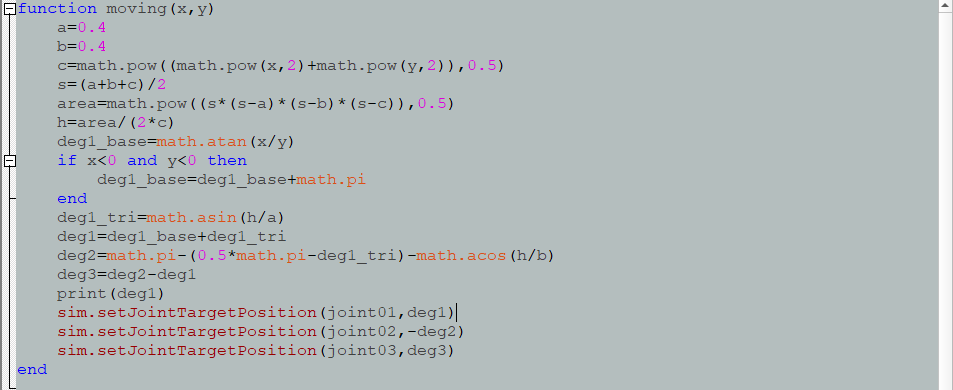 function moving(x,y)
    a=0.4
    b=0.4
    c=math.pow((math.pow(x,2)+math.pow(y,2)),0.5)
    s=(a+b+c)/2
    area=math.pow((s*(s-a)*(s-b)*(s-c)),0.5)
    h=area/(2*c)
    deg1_base=math.atan(x/y)
    if x<0 and y<0 then
        deg1_base=deg1_base+math.pi
    end
    deg1_tri=math.asin(h/a)
    deg1=deg1_base+deg1_tri
    deg2=math.pi-(0.5*math.pi-deg1_tri)-math.acos(h/b)
    deg3=deg2-deg1
    print(deg1)
    sim.setJointTargetPosition(joint01,deg1)
    sim.setJointTargetPosition(joint02,-deg2)
    sim.setJointTargetPosition(joint03,deg3)
end